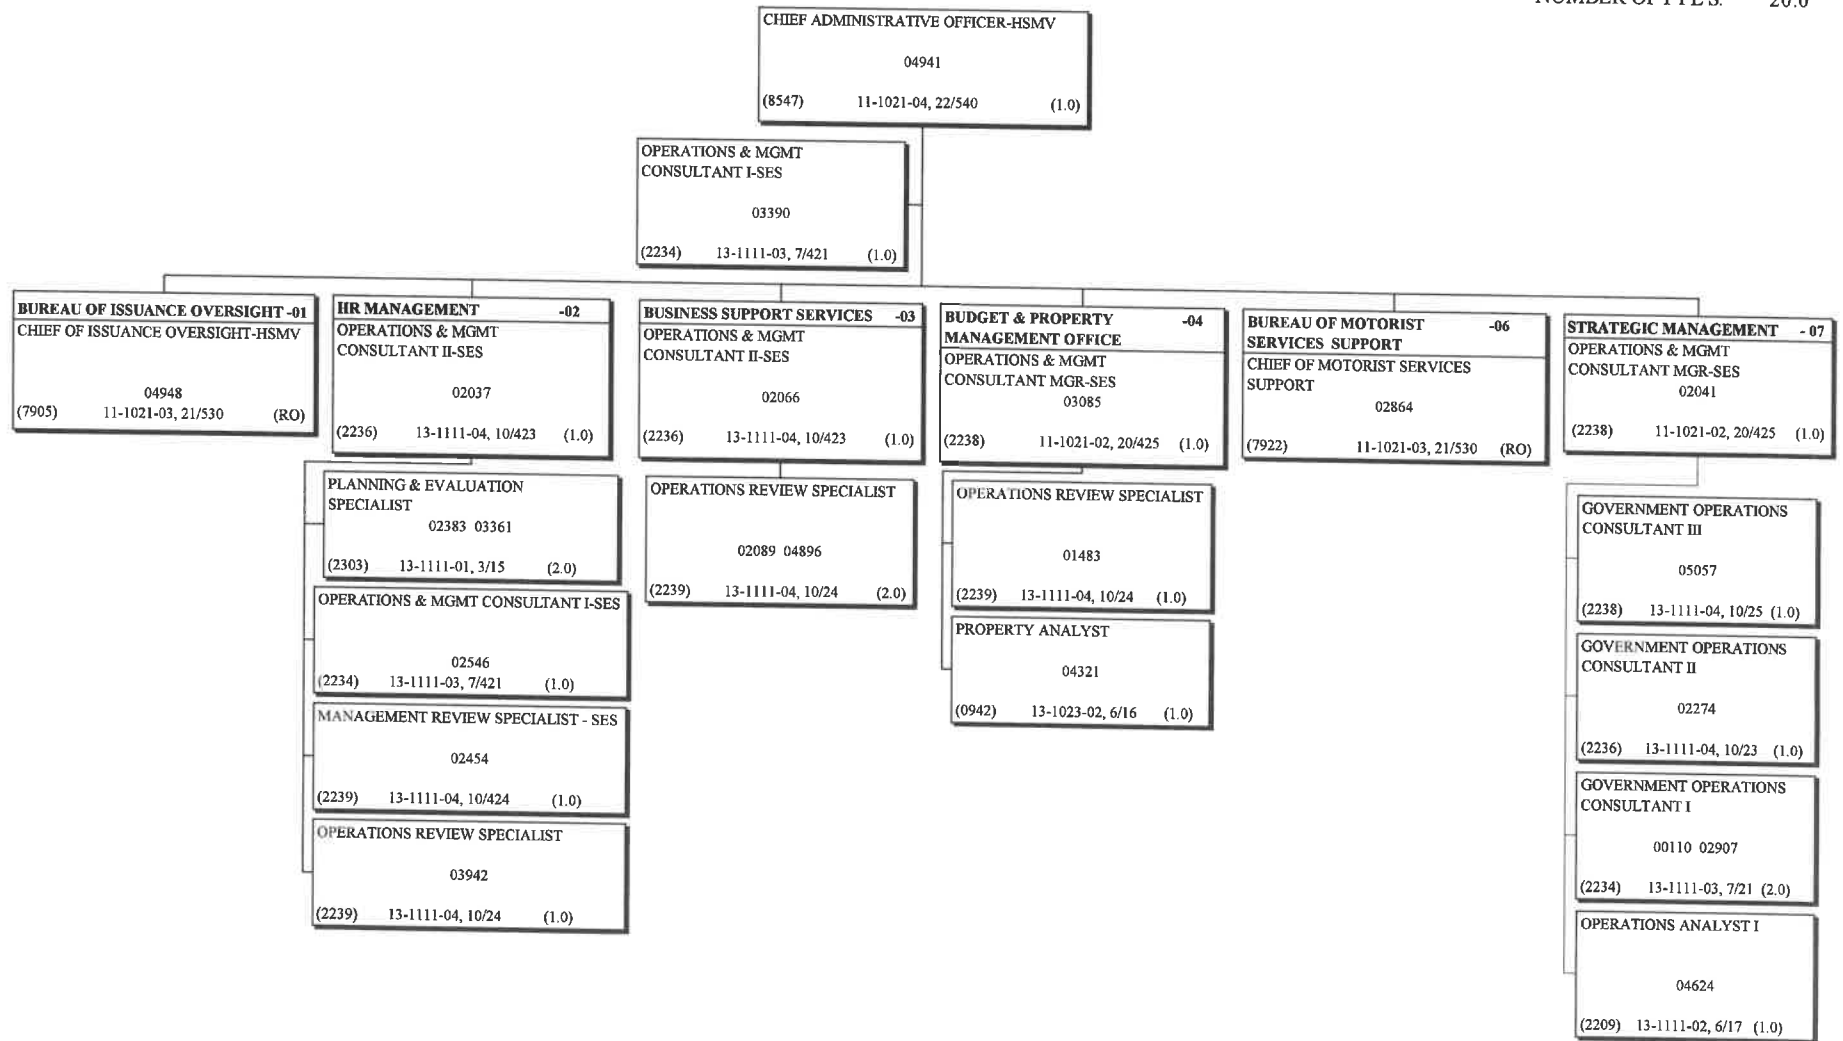 NUMBER OF FTE'S: 20.0
CHIEF ADMINISTRATIVE OFFICER-HSMV
04941
(8547) 11-1021-04, 22/540 (1.0)
OPERATIONS & MGMT
CONSULTANT I-SES
03390
(2234) 13-1111-03, 7/421 (1.0)
BUREAU OF ISSUANCE OVERSIGHT -01
CHIEF OF ISSUANCE OVERSIGHT-HSMV
04948
(7905) 11-1021-03, 21/530 (RO)
HR MANAGEMENT -02
OPERATIONS & MGMT
CONSULTANT II-SES
02037
(2236) 13-1111-04, 10/423 (1.0)
PLANNING & EVALUATION
SPECIALIST
02383 03361
(2303) 13-1111-01, 3/15 (2.0)
OPERATIONS & MGMT CONSULTANT I-SES
02546
(2234) 13-1111-03, 7/421 (1.0)
MANAGEMENT REVIEW SPECIALIST - SES
02454
(2239) 13-1111-04, 10/424 (1.0)
OPERATIONS REVIEW SPECIALIST
03942
(2239) 13-1111-04, 10/24 (1.0)
BUSINESS SUPPORT SERVICES -03
OPERATIONS & MGMT
CONSULTANT II-SES
02066
(2236) 13-1111-04, 10/423 (1.0)
OPERATIONS REVIEW SPECIALIST
02089 04896
(2239) 13-1111-04, 10/24 (2.0)
BUDGET & PROPERTY -04
MANAGEMENT OFFICE
OPERATIONS & MGMT
CONSULTANT MGR-SES
03085
(2238) 11-1021-02, 20/425 (1.0)
OPERATIONS REVIEW SPECIALIST
01483
(2239) 13-1111-04, 10/24 (1.0)
PROPERTY ANALYST
04321
(0942) 13-1023-02, 6/16 (1.0)
BUREAU OF MOTORIST -06
SERVICES SUPPORT
CHIEF OF MOTORIST SERVICES
SUPPORT
02864
(7922) 11-1021-03, 21/530 (RO)
STRATEGIC MANAGEMENT - 07
OPERATIONS & MGMT
CONSULTANT MGR-SES
02041
(2238) 11-1021-02, 20/425 (1.0)
GOVERNMENT OPERATIONS
CONSULTANT III
05057
(2238) 13-1111-04, 10/25 (1.0)
GOVERNMENT OPERATIONS
CONSULTANT II
02274
(2236) 13-1111-04, 10/23 (1.0)
GOVERNMENT OPERATIONS
CONSULTANT I
00110 02907
(2234) 13-1111-03, 7/21 (2.0)
OPERATIONS ANALYST I
04624
(2209) 13-1111-02, 6/17 (1.0)